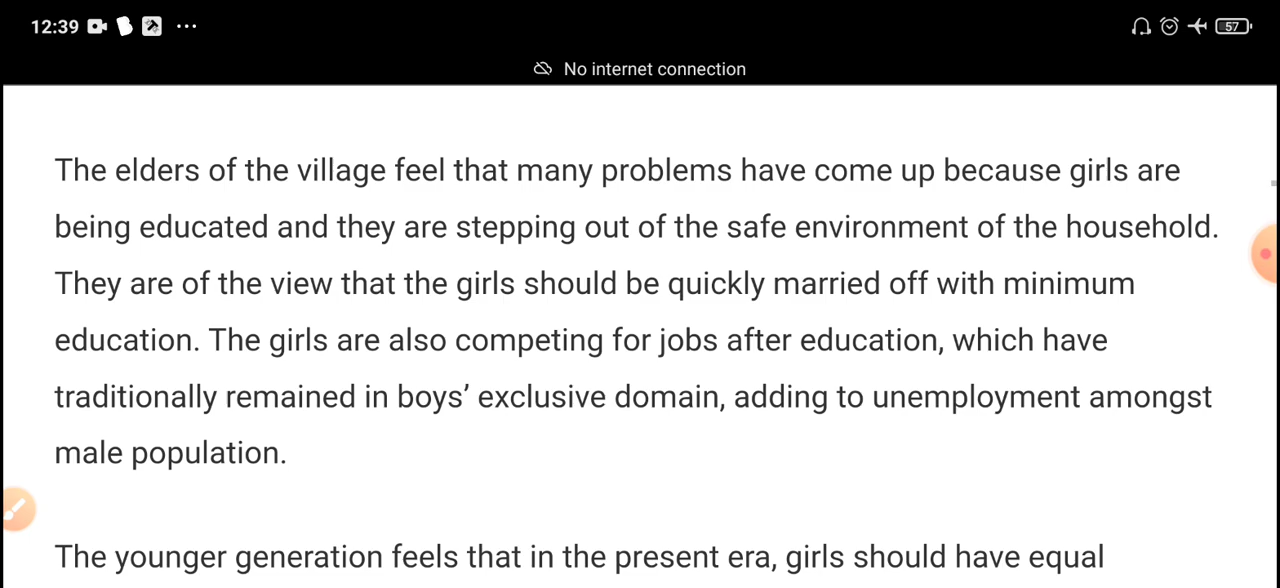 12:39
57
No internet connection
The elders of the village feel that many problems have come up because girls are
being educated and they are stepping out of the safe environment of the household.
They are of the view that the girls should be quickly married off with minimum
education. The girls are also competing for jobs after education, which have
traditionally remained in boys’ exclusive domain, adding to unemployment amongst
male population.
The younger generation feels that in the present era, girls should have equal